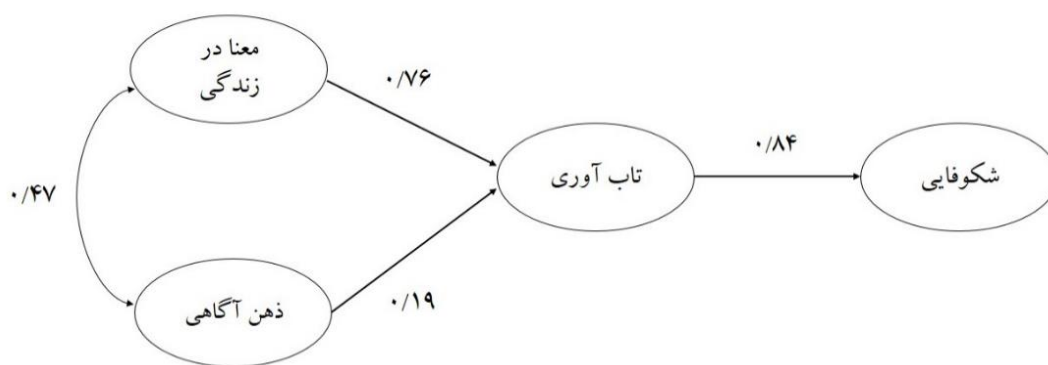 معنا در
زندگی
۰/۷۶
۰/۸۴
۰/۴۷
تاب آوری
شکوفایی
۰/۱۹
ذهن آگاهی